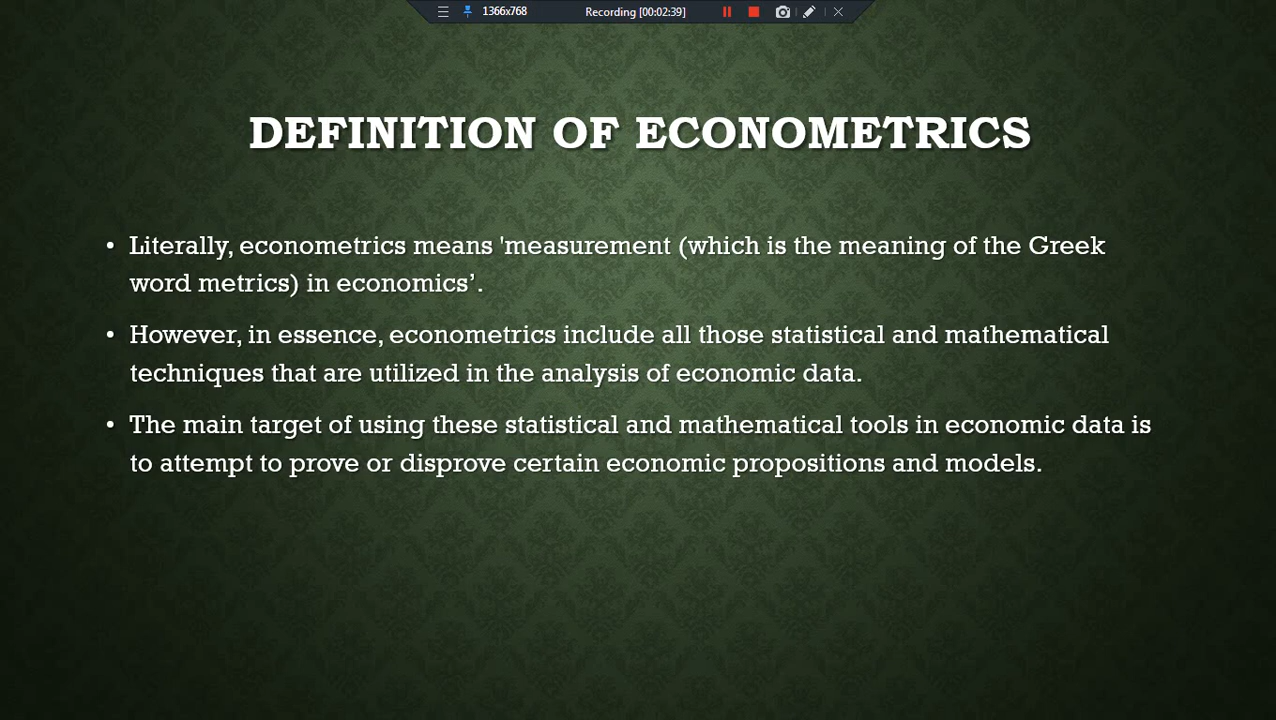 1366x768 Recording [00:02:39]
DEFINITION OF ECONOMETRICS
• Literally, econometrics means 'measurement (which is the meaning of the Greek
word metrics) in economics’.
• However, in essence, econometrics include all those statistical and mathematical
techniques that are utilized in the analysis of economic data.
• The main target of using these statistical and mathematical tools in economic data is
to attempt to prove or disprove certain economic propositions and models.